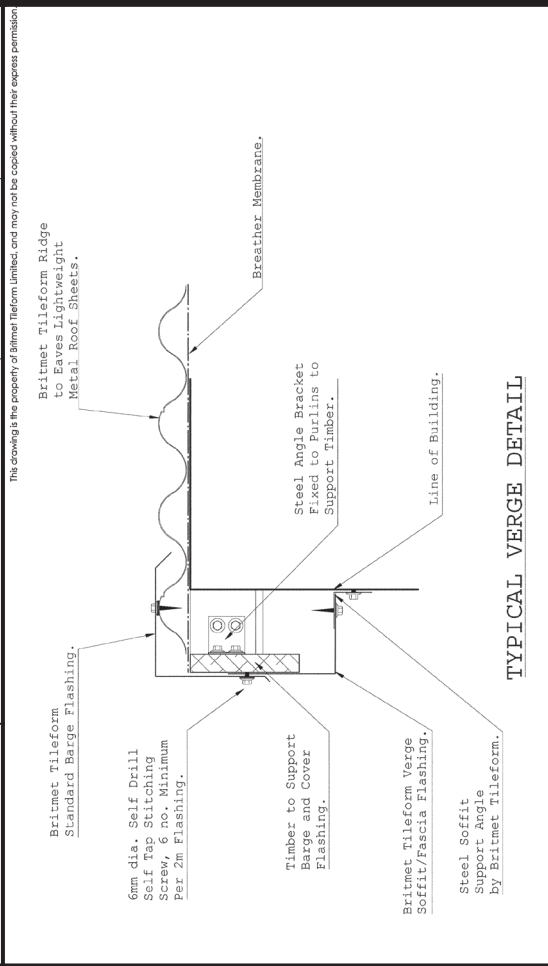 This drawing is the property of Britmet Tileform Limited, and may not be copied without their express permission.
Britmet Tileform Ridge
to Eaves Lightweight
Metal Roof Sheets.
Breather Membrane.
Britmet Tileform
Standard Barge Flashing.
Steel Angle Bracket
Fixed to Purlins to
Support Timber.
6mm dia. Self Drill
Self Tap Stitching
Screw, 6 no. Minimum
Per 2m Flashing.
Timber to Support
Barge and Cover
Flashing.
Line of Building.
Britmet Tileform Verge
Soffit/Fascia Flashing.
Steel Soffit
Support Angle
by Britmet Tileform.
TYPICAL VERGE DETAIL